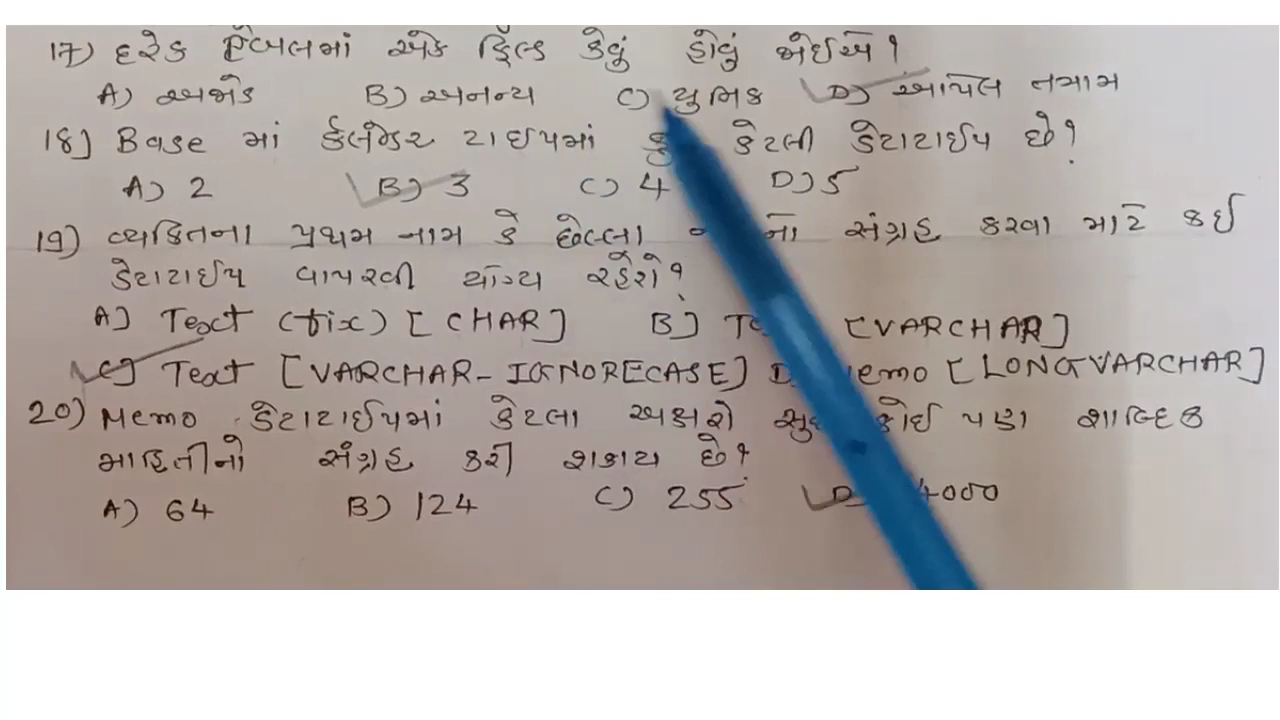 17) દરેક ટેબલમાં એક ફિલ્ડ કેવું હોવું જોઈએ ?
A) અજોડ B) અનન્ય C) યુનિક D) આપેલ તમામ
18] Base માં કેલેન્ડર ટાઈપમાં કેટલી ડેટાટાઈપ છે ?
A) 2 B) 3 C) 4 D) 5
19) વ્યક્તિના પ્રથમ નામ કે છેલ્લા સંગ્રહ કરવા માટે કઈ
ડેટાટાઈપ વાપરવી યોગ્ય રહેશે ?
A] Text (fix) [CHAR] B] [VARCHAR]
C] Text [VARCHAR-IGNORECASE] [LONGVARCHAR]
20) Memo ડેટાટાઈપમાં કેટલા અક્ષરો કોઈ પણ શાબ્દિક
માહિતીનો સંગ્રહ કરી શકાય છે ?
A) 64 B) 124 C) 255 D)